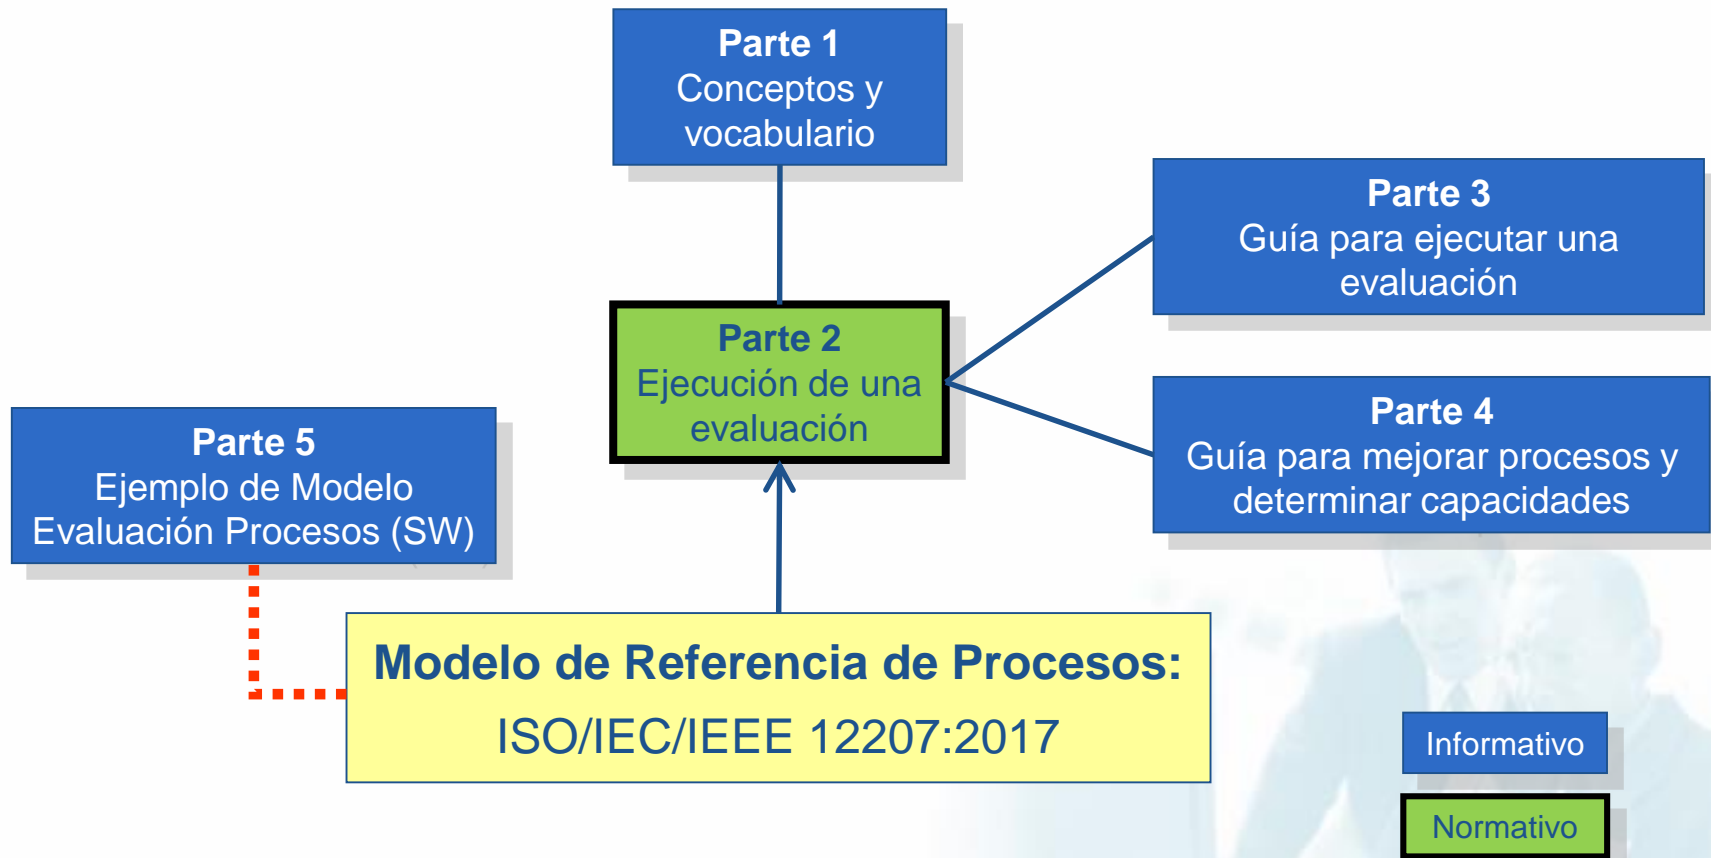 Parte 1
Conceptos y
vocabulario
Parte 3
Guía para ejecutar una
evaluación
Parte 2
Ejecución de una
evaluación
Parte 4
Guía para mejorar procesos y
determinar capacidades
Parte 5
Ejemplo de Modelo
Evaluación Procesos (SW)
Modelo de Referencia de Procesos:
ISO/IEC/IEEE 12207:2017
Informativo
Normativo